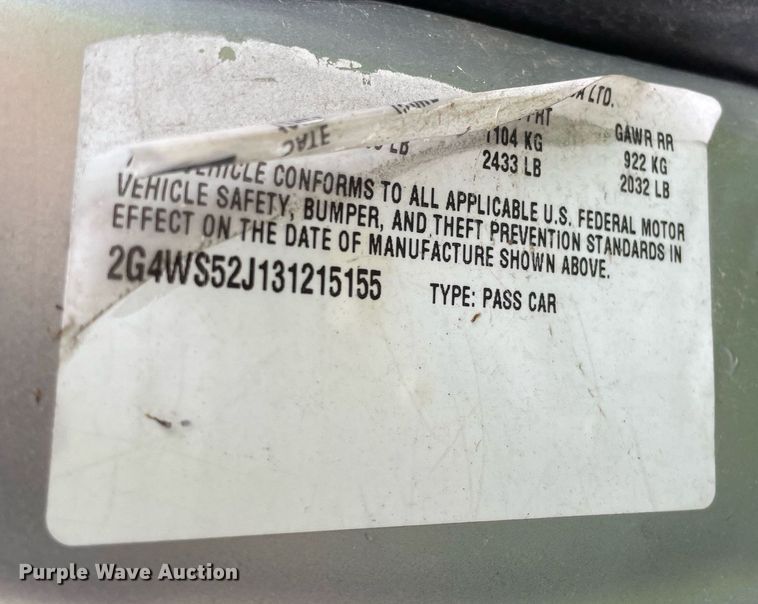 A LTD.
FRT GAWR RR
LB 1104 KG 922 KG
2433 LB 2032 LB
VEHICLE CONFORMS TO ALL APPLICABLE U.S. FEDERAL MOTOR
VEHICLE SAFETY, BUMPER, AND THEFT PREVENTION STANDARDS IN
EFFECT ON THE DATE OF MANUFACTURE SHOWN ABOVE.
2G4WS52J131215155 TYPE: PASS CAR
Purple Wave Auction